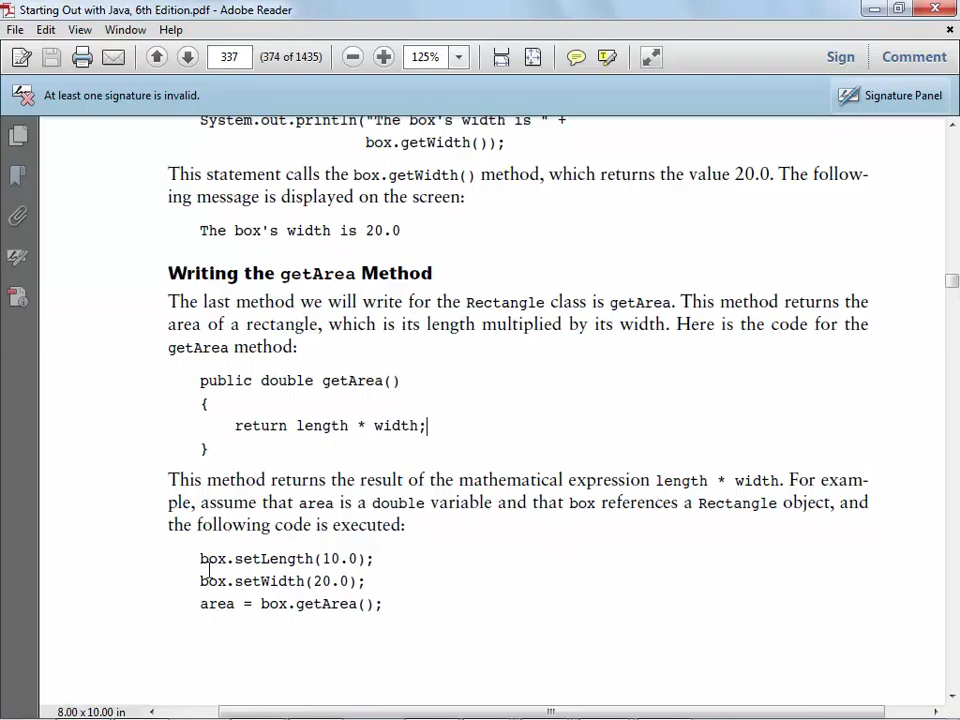 Starting Out with Java, 6th Edition.pdf - Adobe Reader
File Edit View Window Help
337 (374 of 1435) 125% Sign Comment
At least one signature is invalid. Signature Panel
System.out.println("The box's width is " +
box.getWidth());
This statement calls the box.getWidth() method, which returns the value 20.0. The follow-
ing message is displayed on the screen:
The box's width is 20.0
Writing the getArea Method
The last method we will write for the Rectangle class is getArea. This method returns the
area of a rectangle, which is its length multiplied by its width. Here is the code for the
getArea method:
public double getArea()
{
return length * width;
}
This method returns the result of the mathematical expression length * width. For exam-
ple, assume that area is a double variable and that box references a Rectangle object, and
the following code is executed:
box.setLength(10.0);
box.setWidth(20.0);
area = box.getArea();
8.00 x 10.00 in